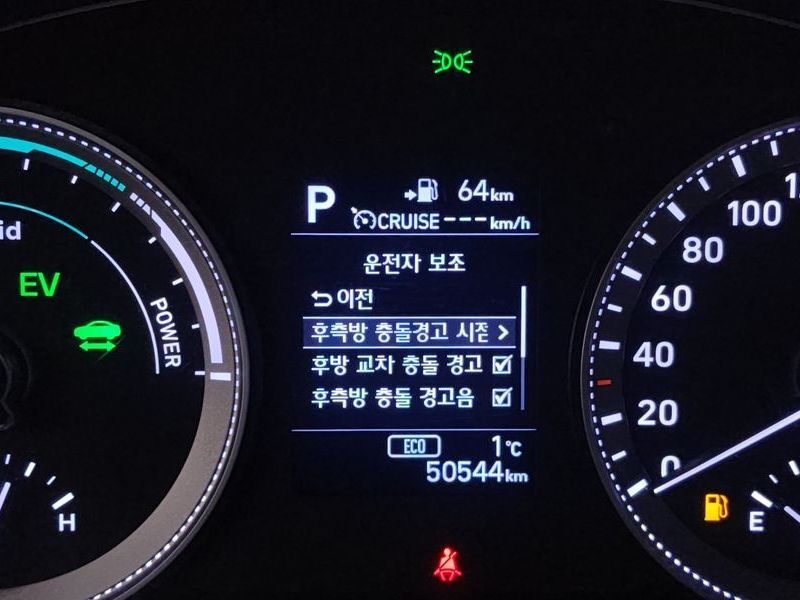 P 64km
CRUISE---km/h
운전자 보조
이전
후측방 충돌경고 시점 >
후방 교차 충돌 경고
후측방 충돌 경고음
ECO 1℃
50544km
id
EV
POWER
H
100
80
60
40
20
0
E